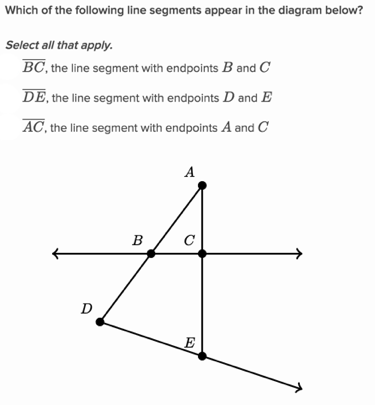 Which of the following line segments appear in the diagram below?
Select all that apply.
BC, the line segment with endpoints B and C
DE, the line segment with endpoints D and E
AC, the line segment with endpoints A and C
A
B C
D
E